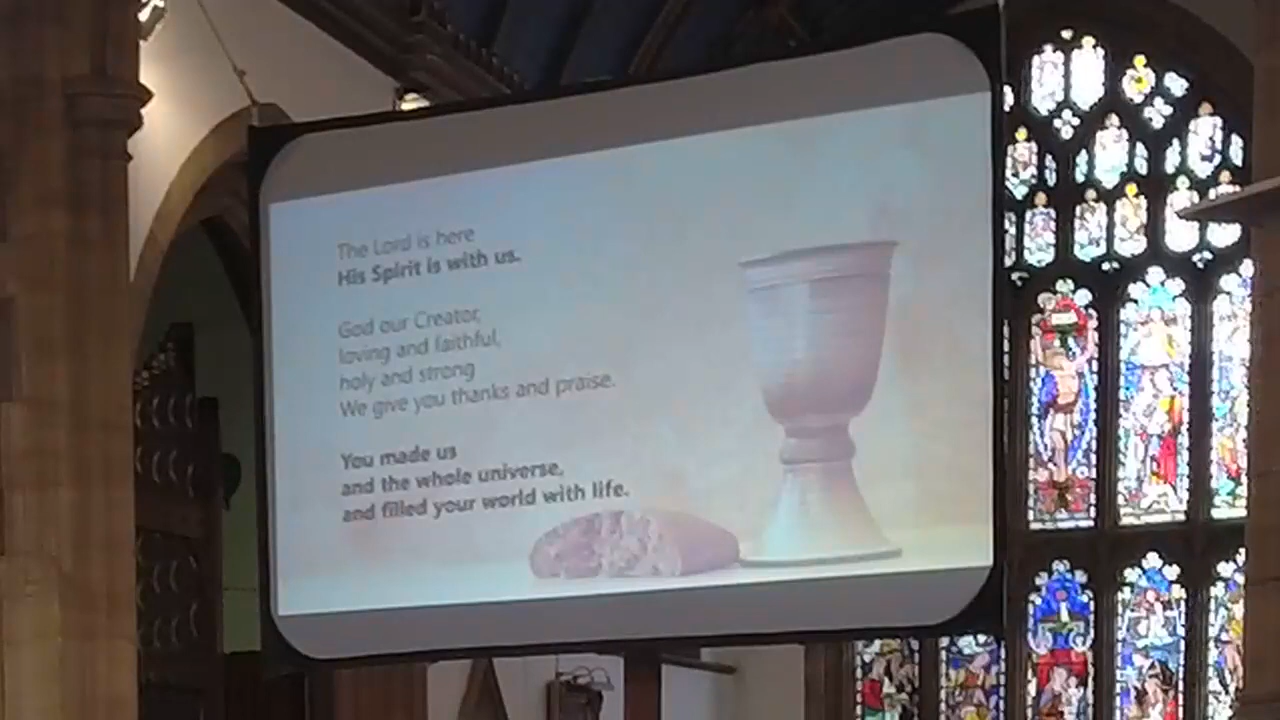 The Lord is here
His Spirit is with us.
God our Creator,
loving and faithful,
holy and strong
We give you thanks and praise.
You made us
and the whole universe,
and filled your world with life.